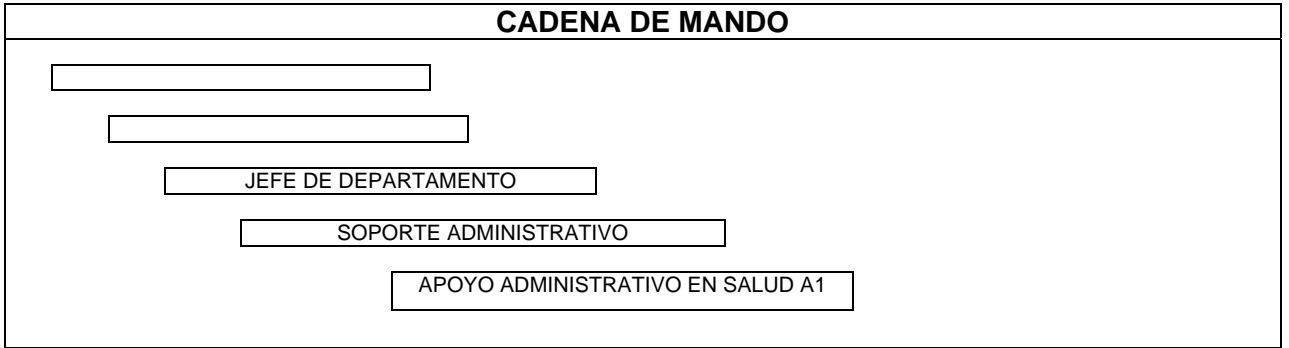 CADENA DE MANDO
JEFE DE DEPARTAMENTO
SOPORTE ADMINISTRATIVO
APOYO ADMINISTRATIVO EN SALUD A1